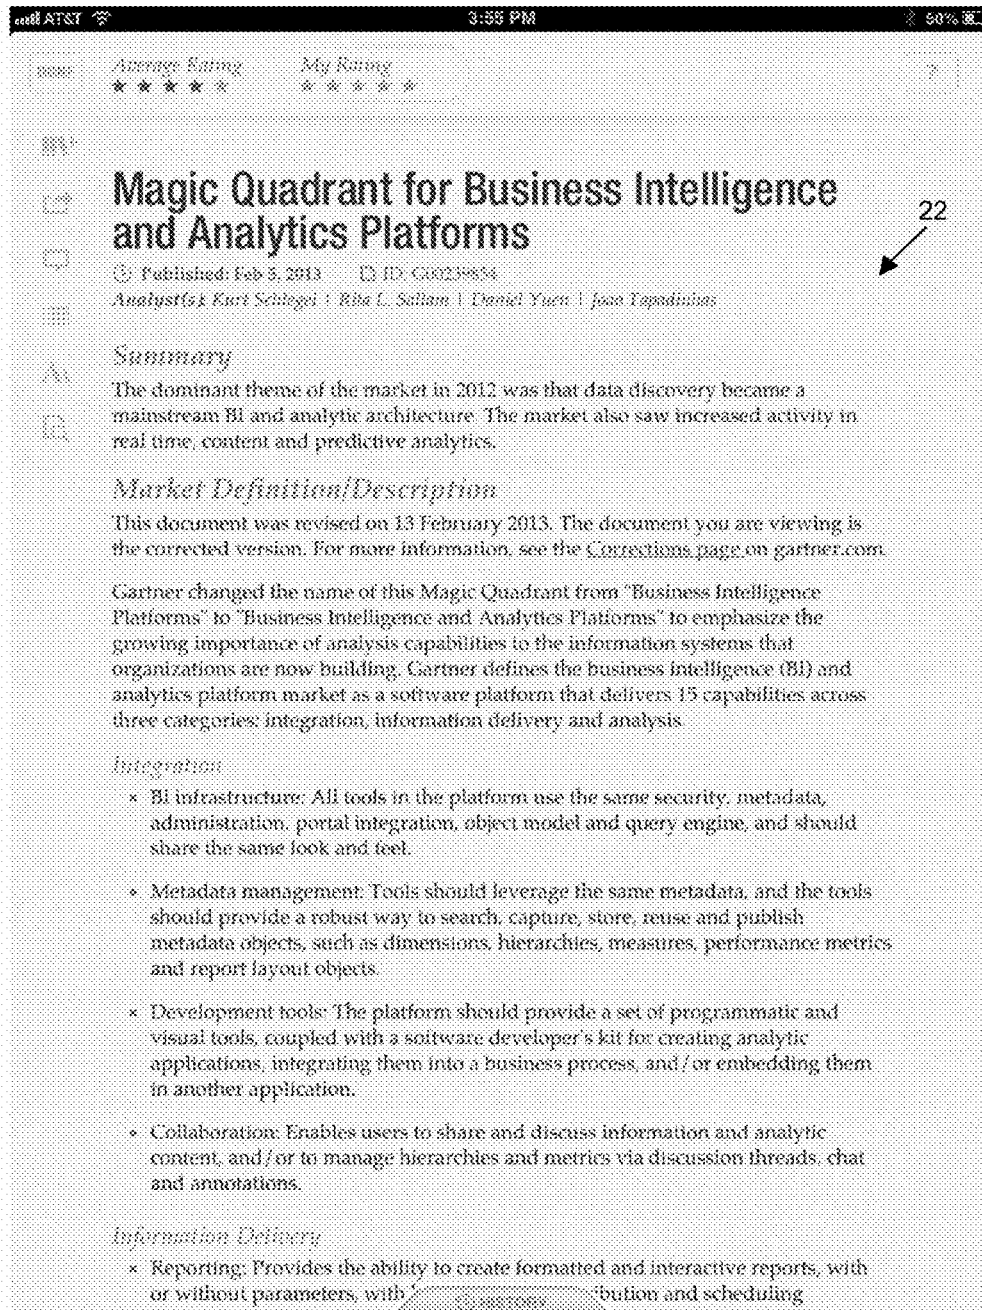 AT&T 3:55 PM 50%
Average Rating My Rating
?
Magic Quadrant for Business Intelligence
and Analytics Platforms
22
Published: Feb 5, 2013 ID: G00239854
Analyst(s): Kurt Schlegel | Rita L. Sallam | Daniel Yuen | Joao Tapadinhas
Summary
The dominant theme of the market in 2012 was that data discovery became a
mainstream BI and analytic architecture. The market also saw increased activity in
real time, content and predictive analytics.
Market Definition/Description
This document was revised on 13 February 2013. The document you are viewing is
the corrected version. For more information, see the Corrections page on gartner.com.
Gartner changed the name of this Magic Quadrant from "Business Intelligence
Platforms" to "Business Intelligence and Analytics Platforms" to emphasize the
growing importance of analysis capabilities to the information systems that
organizations are now building. Gartner defines the business intelligence (BI) and
analytics platform market as a software platform that delivers 15 capabilities across
three categories: integration, information delivery and analysis.
Integration
BI infrastructure: All tools in the platform use the same security, metadata,
administration, portal integration, object model and query engine, and should
share the same look and feel.
Metadata management: Tools should leverage the same metadata, and the tools
should provide a robust way to search, capture, store, reuse and publish
metadata objects, such as dimensions, hierarchies, measures, performance metrics
and report layout objects.
Development tools: The platform should provide a set of programmatic and
visual tools, coupled with a software developer's kit for creating analytic
applications, integrating them into a business process, and/or embedding them
in another application.
Collaboration: Enables users to share and discuss information and analytic
content, and/or to manage hierarchies and metrics via discussion threads, chat
and annotations.
Information Delivery
Reporting: Provides the ability to create formatted and interactive reports, with
or without parameters, with bution and scheduling
HISTORY